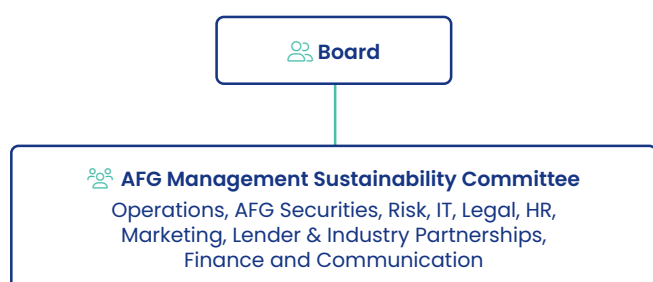 Board
AFG Management Sustainability Committee
Operations, AFG Securities, Risk, IT, Legal, HR,
Marketing, Lender & Industry Partnerships,
Finance and Communication